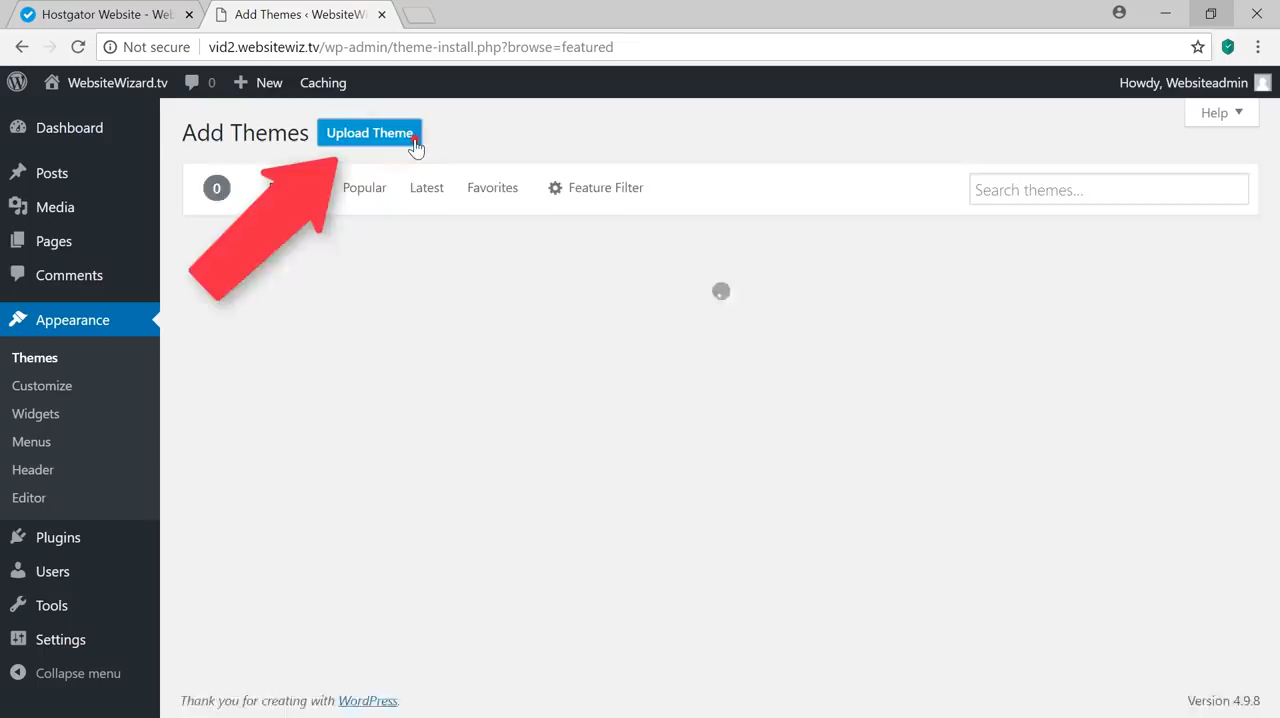 Hostgator Website - Web
Add Themes ‹ WebsiteWi
Not secure
vid2.websitewiz.tv/wp-admin/theme-install.php?browse=featured
WebsiteWizard.tv
0
New
Caching
Howdy, Websiteadmin
Dashboard
Posts
Media
Pages
Comments
Appearance
Themes
Customize
Widgets
Menus
Header
Editor
Plugins
Users
Tools
Settings
Collapse menu
Add Themes
Upload Theme
Help
0
Popular
Latest
Favorites
Feature Filter
Search themes...
Thank you for creating with WordPress.
Version 4.9.8